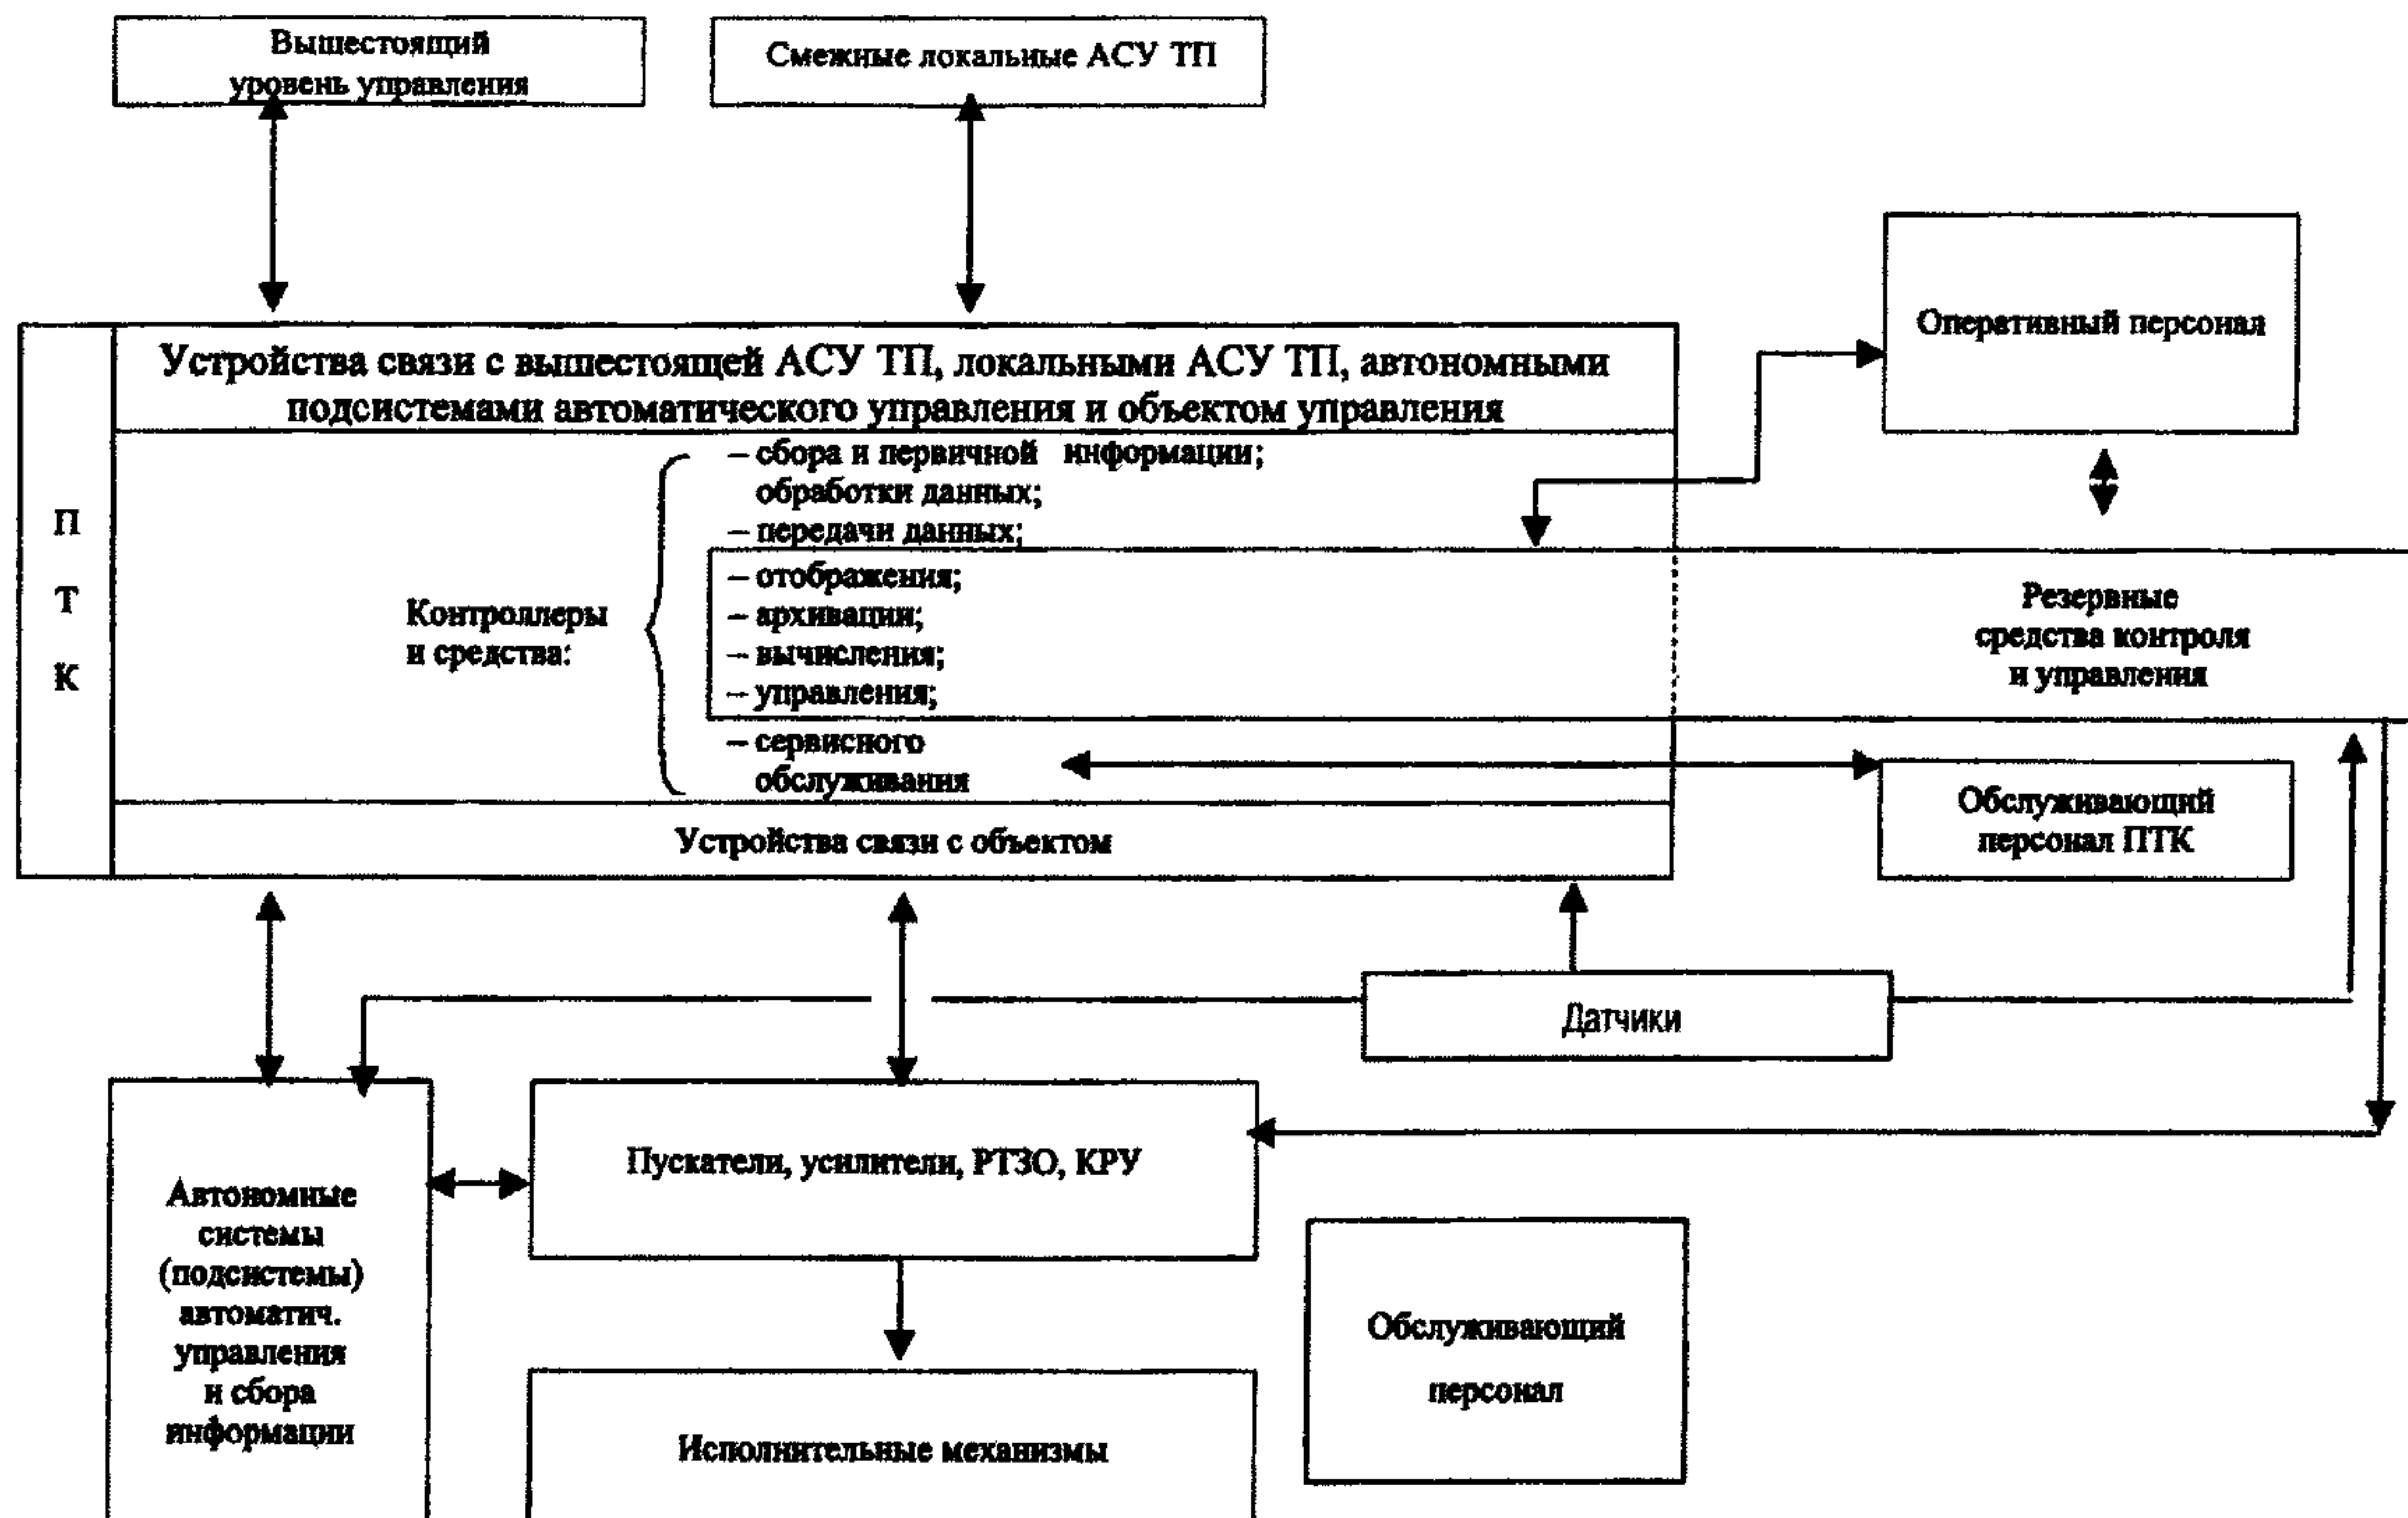 Вышестоящий
уровень управления
Смежные локальные АСУ ТП
Оперативный персонал
Устройства связи с вышестоящей АСУ ТП, локальными АСУ ТП, автономными
подсистемами автоматического управления и объектом управления
П
Т
К
Контроллеры
и средства:
– сбора и первичной информации;
обработки данных;
– передачи данных;
– отображения;
– архивации;
– вычисления;
– управления;
– сервисного
обслуживания
Резервные
средства контроля
и управления
Обслуживающий
персонал ПТК
Устройства связи с объектом
Датчики
Автономные
системы
(подсистемы)
автоматич.
управления
и сбора
информации
Пускатели, усилители, РТЗО, КРУ
Обслуживающий
персонал
Исполнительные механизмы